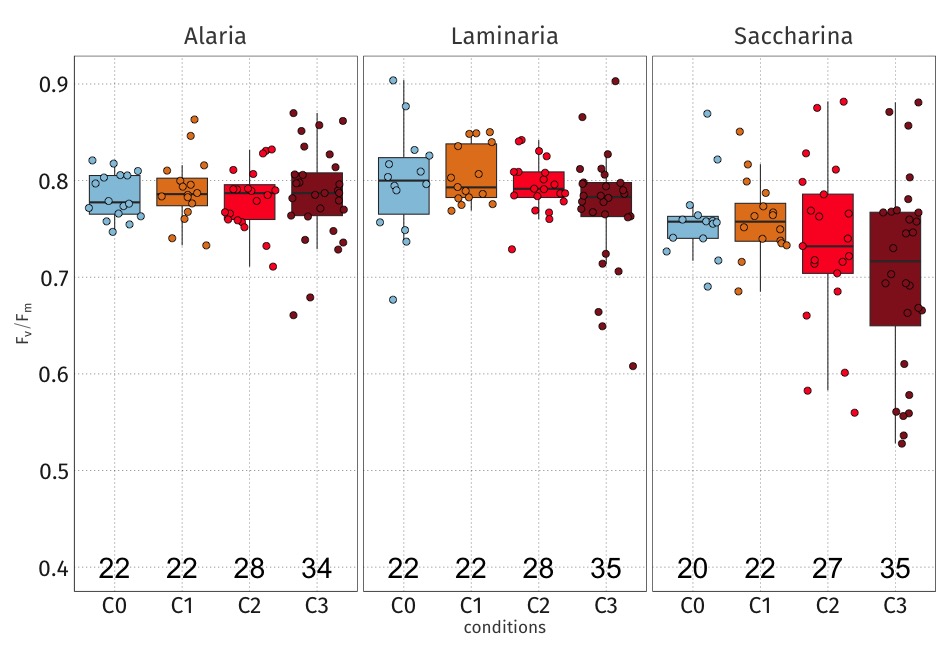 Alaria Laminaria Saccharina
0.9
0.8
0.7
0.6
0.5
0.4
Fv/Fm
22 22 28 34 22 22 28 35 20 22 27 35
C0 C1 C2 C3 C0 C1 C2 C3 C0 C1 C2 C3
conditions